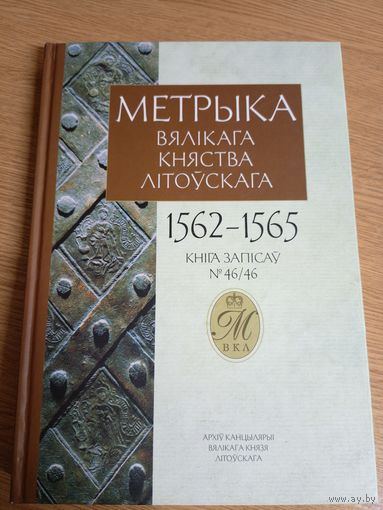 МЕТРЫКА
ВЯЛІКАГА
КНЯСТВА
ЛІТОЎСКАГА
1562–1565
КНІГА ЗАПІСАЎ
№ 46/46
М
ВКЛ
АРХІЎ КАНЦЫЛЯРЫІ
ВЯЛІКАГА КНЯЗЯ
ЛІТОЎСКАГА
https://www.ay.by